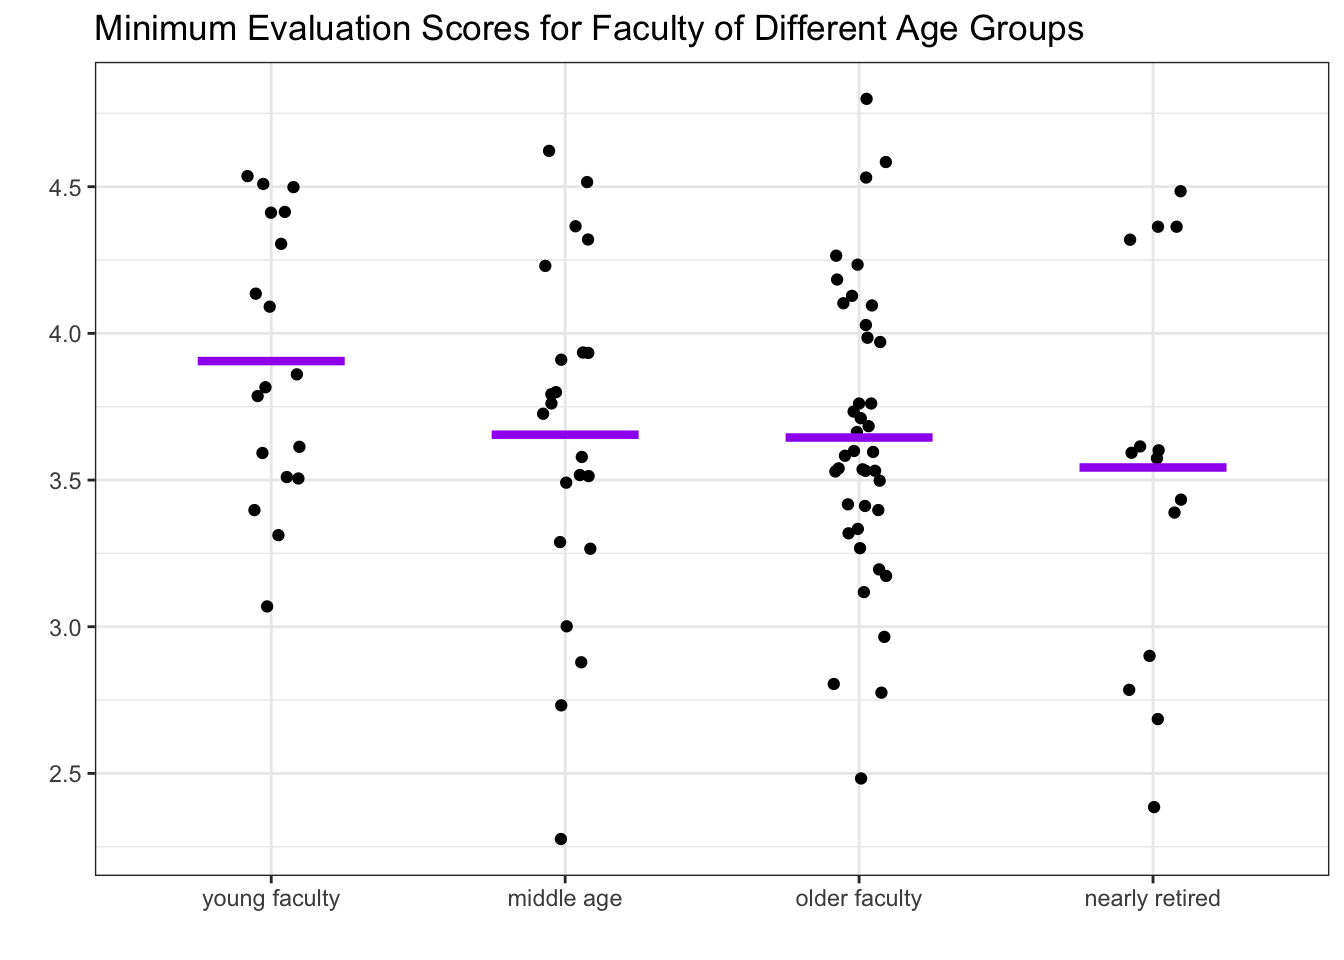 Minimum Evaluation Scores for Faculty of Different Age Groups
4.5
4.0
3.5
3.0
2.5
young faculty
middle age
older faculty
nearly retired